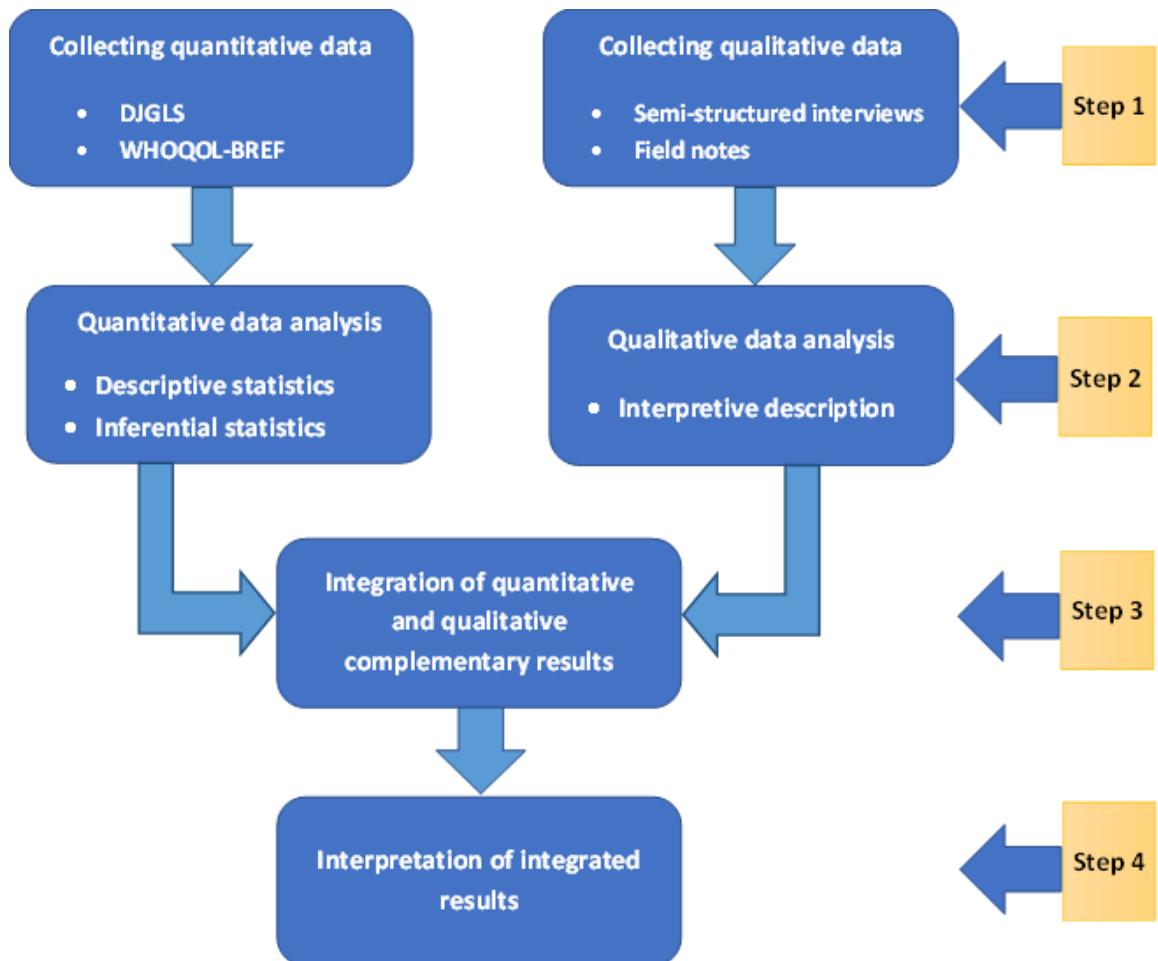 Collecting quantitative data
• DJGLS
• WHOQOL-BREF
Collecting qualitative data
• Semi-structured interviews
• Field notes
Step 1
Quantitative data analysis
• Descriptive statistics
• Inferential statistics
Qualitative data analysis
• Interpretive description
Step 2
Integration of quantitative
and qualitative
complementary results
Step 3
Interpretation of integrated
results
Step 4